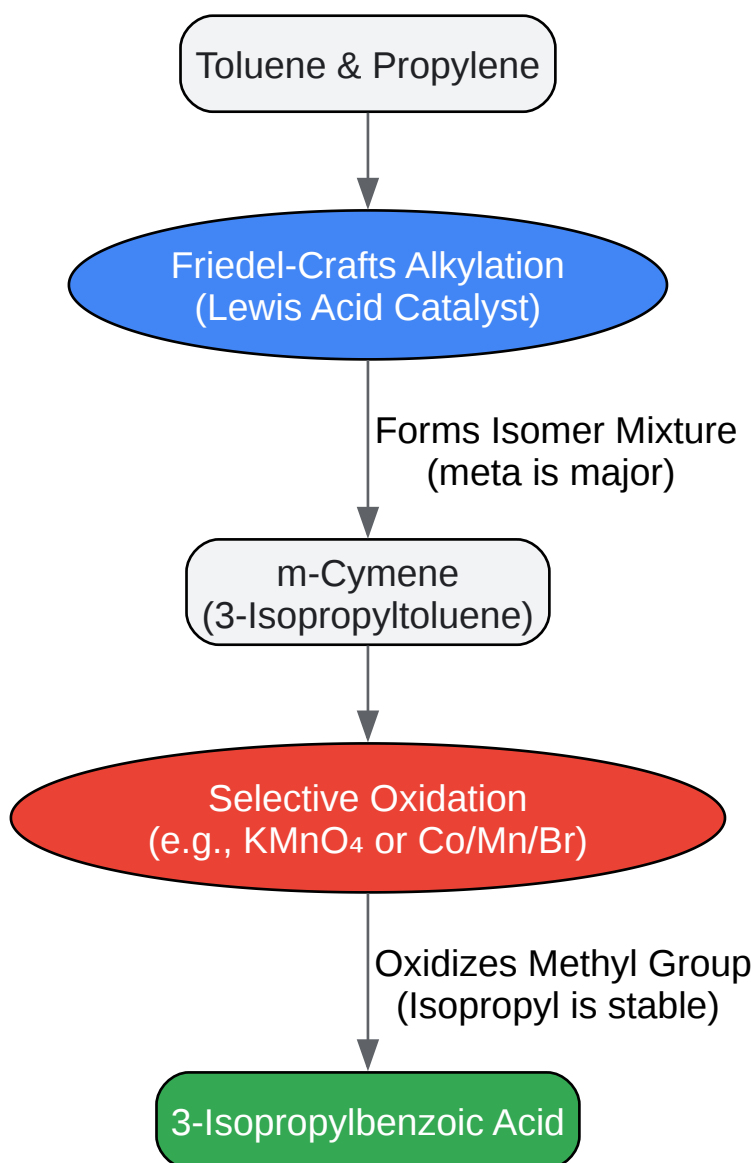 Toluene & Propylene
Friedel-Crafts Alkylation
(Lewis Acid Catalyst)
Forms Isomer Mixture
(meta is major)
m-Cymene
(3-Isopropyltoluene)
Selective Oxidation
(e.g., KMnO₄ or Co/Mn/Br)
Oxidizes Methyl Group
(Isopropyl is stable)
3-Isopropylbenzoic Acid